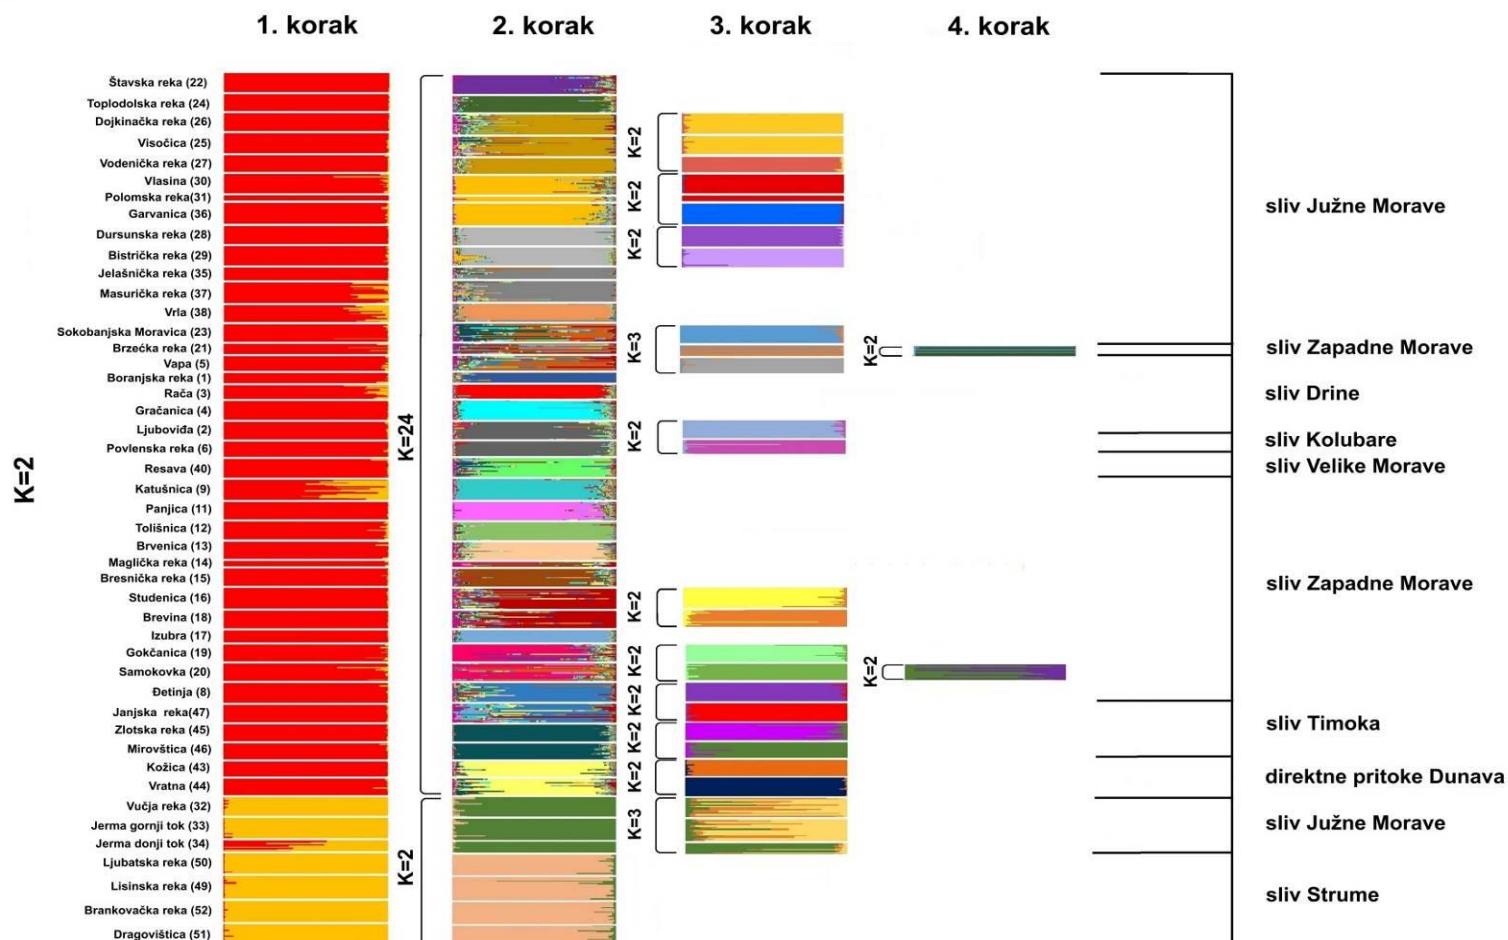 1. korak
2. korak
3. korak
4. korak
K=2
Štavska reka (22)
Toplodolska reka (24)
Dojkinačka reka (26)
Visočica (25)
Vodenička reka (27)
Vlasina (30)
Polomska reka(31)
Garvanica (36)
Dursunska reka (28)
Bistrička reka (29)
Jelašnička reka (35)
Masurička reka (37)
Vrla (38)
Sokobanjska Moravica (23)
Brzećka reka (21)
Vapa (5)
Boranjska reka (1)
Rača (3)
Gračanica (4)
Ljuboviđa (2)
Povlenska reka (6)
Resava (40)
Katušnica (9)
Panjica (11)
Tolišnica (12)
Brvenica (13)
Maglička reka (14)
Bresnička reka (15)
Studenica (16)
Brevina (18)
Izubra (17)
Gokčanica (19)
Samokovka (20)
Đetinja (8)
Janjska reka(47)
Zlotska reka (45)
Mirovštica (46)
Kožica (43)
Vratna (44)
Vučja reka (32)
Jerma gornji tok (33)
Jerma donji tok (34)
Ljubatska reka (50)
Lisinska reka (49)
Brankovačka reka (52)
Dragovištica (51)
K=24
K=2
K=2
K=2
K=2
K=3
K=2
K=2
K=2
K=2
K=2
K=2
K=3
K=2
K=2
sliv Južne Morave
sliv Zapadne Morave
sliv Drine
sliv Kolubare
sliv Velike Morave
sliv Zapadne Morave
sliv Timoka
direktne pritoke Dunava
sliv Južne Morave
sliv Strume